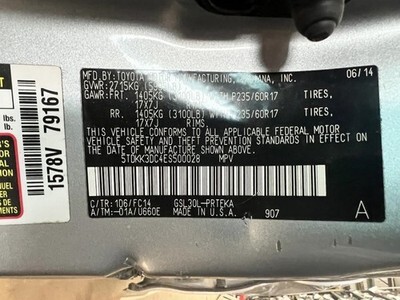 MFD BY: TOYOTA MOTOR MANUFACTURING, INDIANA, INC.
GVWR: 2715KG 06/14
GAWR: FRT. 1405KG (3100LB) WITH P235/60R17 TIRES,
17X7J RIMS,
RR. 1405KG (3100LB) WITH P235/60R17 TIRES,
17X7J RIMS,
THIS VEHICLE CONFORMS TO ALL APPLICABLE FEDERAL MOTOR
VEHICLE SAFETY AND THEFT PREVENTION STANDARDS IN EFFECT
ON THE DATE OF MANUFACTURE SHOWN ABOVE.
5TDKK3DC4ES500028 MPV
C/TR: 1D6/FC14 GSL30L-PRTEKA
A/TM: -01A/U660E MADE IN U.S.A. 907
A
1578V 79167
lbs.
lb.